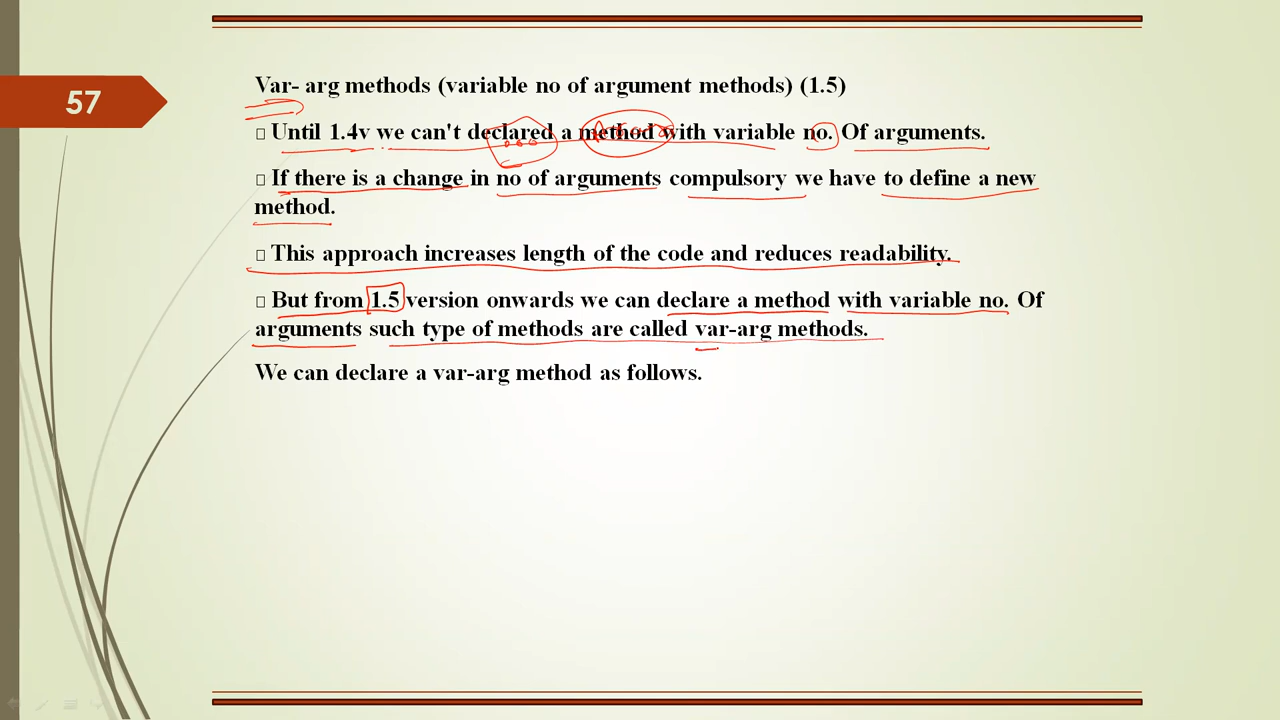 57
Var- arg methods (variable no of argument methods) (1.5)
Until 1.4v we can't declared a method with variable no. Of arguments.
If there is a change in no of arguments compulsory we have to define a new
method.
This approach increases length of the code and reduces readability.
But from 1.5 version onwards we can declare a method with variable no. Of
arguments such type of methods are called var-arg methods.
We can declare a var-arg method as follows.